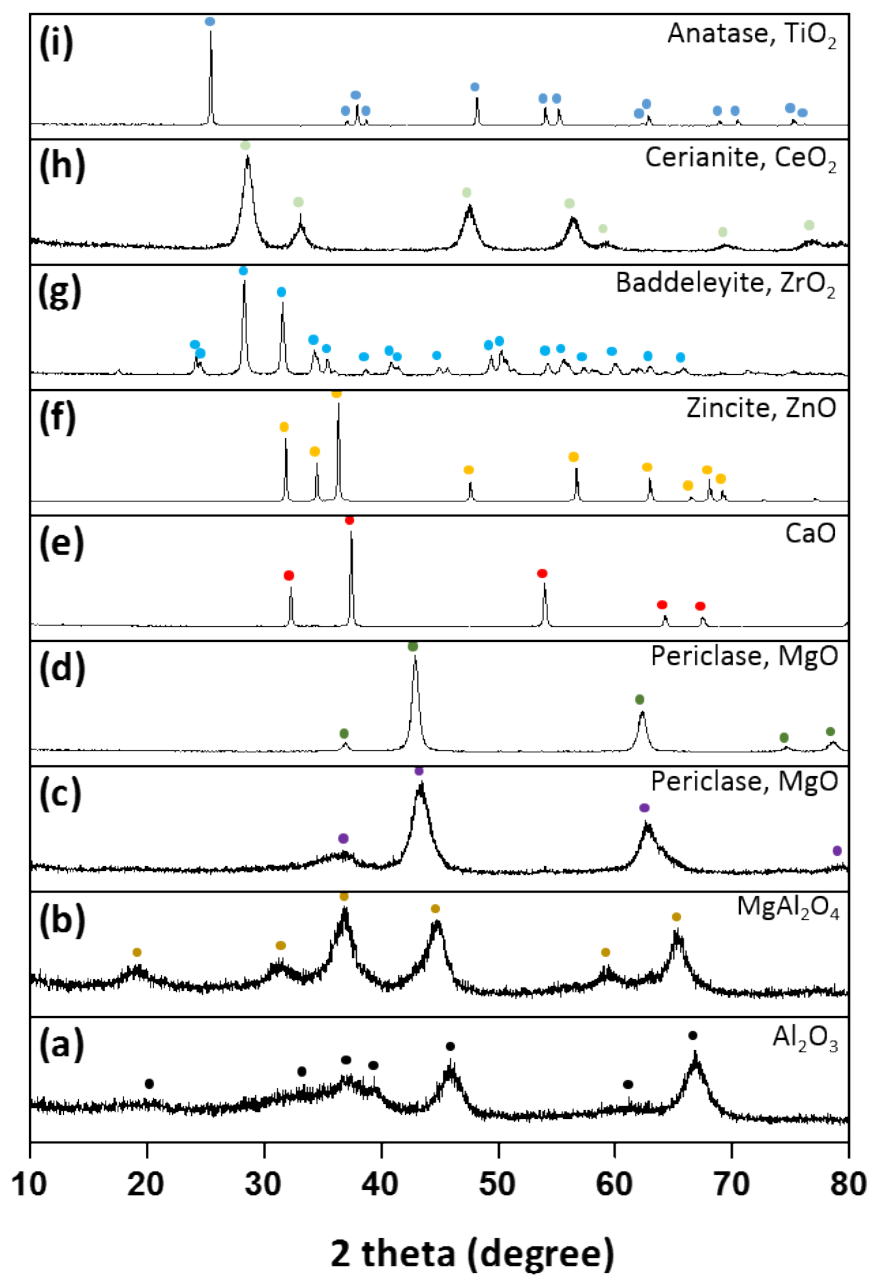 (i) Anatase, TiO₂
(h) Cerianite, CeO₂
(g) Baddeleyite, ZrO₂
(f) Zincite, ZnO
(e) CaO
(d) Periclase, MgO
(c) Periclase, MgO
(b) MgAl₂O₄
(a) Al₂O₃
10 20 30 40 50 60 70 80
2 theta (degree)